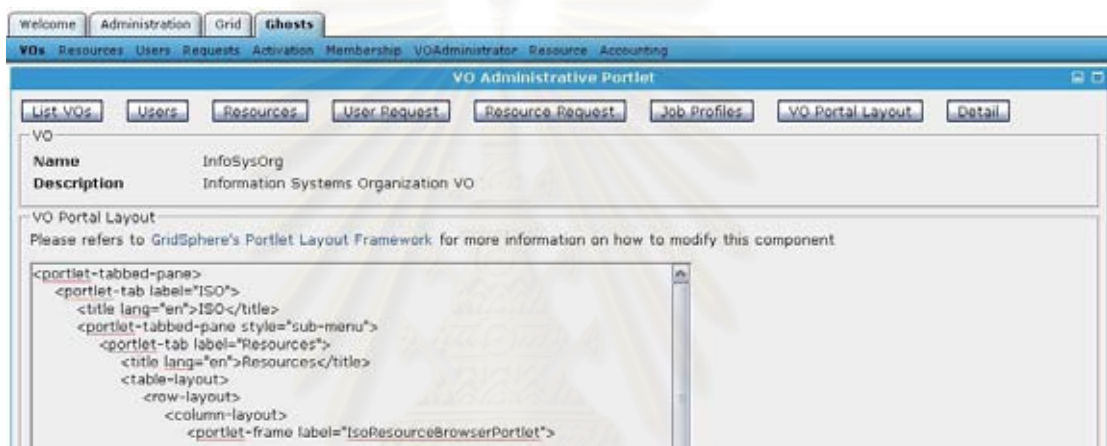 Welcome Administration Grid Ghosts
VOs Resources Users Requests Activation Membership VOAdministrator Resource Accounting
VO Administrative Portlet
List VOs Users Resources User Request Resource Request Job Profiles VO Portal Layout Detail
VO
Name InfoSysOrg
Description Information Systems Organization VO
VO Portal Layout
Please refers to GridSphere's Portlet Layout Framework for more information on how to modify this component
<portlet-tabbed-pane>
<portlet-tab label="ISO">
<title lang="en">ISO</title>
<portlet-tabbed-pane style="sub-menu">
<portlet-tab label="Resources">
<title lang="en">Resources</title>
<table-layout>
<row-layout>
<column-layout>
<portlet-frame label="IsoResourceBrowserPortlet">